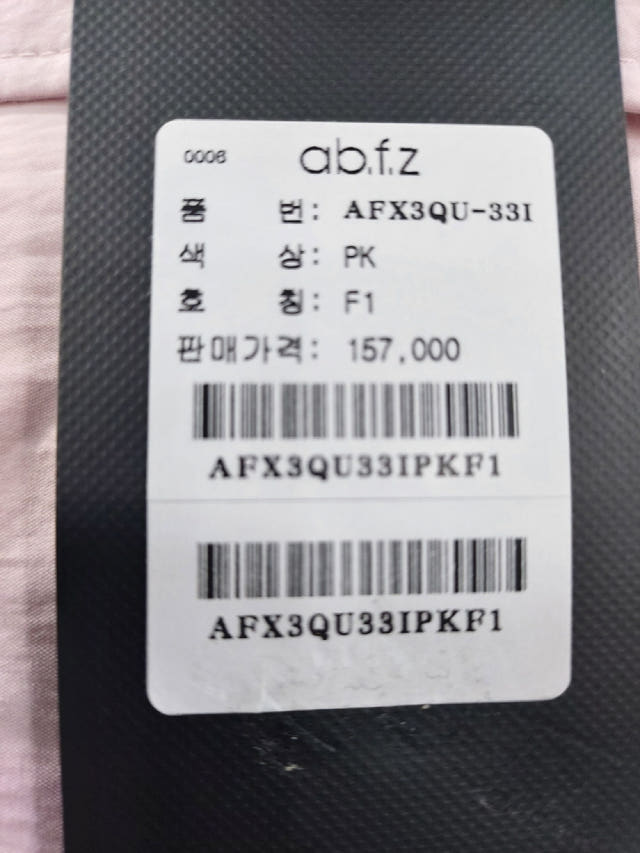 0006 ab.f.z
품 번: AFX3QU-33I
색 상: PK
호 칭: F1
판매가격: 157,000
AFX3QU33IPKF1
AFX3QU33IPKF1